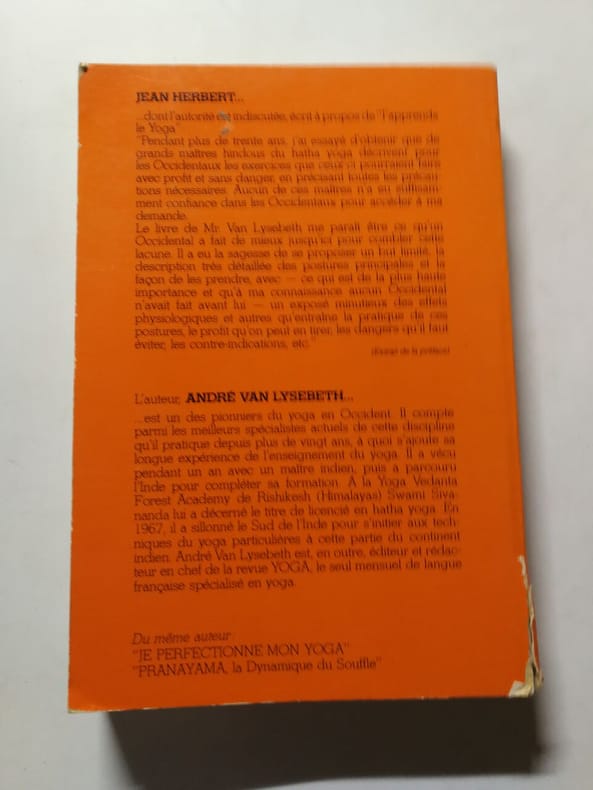 JEAN HERBERT...
...dont l'autorité est indiscutée, écrit à propos de "J'apprends
le Yoga"
"Pendant plus de trente ans, j'ai essayé d'obtenir que de
grands maîtres hindous du hatha yoga décrivent pour
les Occidentaux les exercices que ceux-ci pourraient faire
avec profit et sans danger, en précisant toutes les précau-
tions nécessaires. Aucun de ces maîtres n'a eu suffisam-
ment confiance dans les Occidentaux pour accéder à ma
demande.
Le livre de Mr. Van Lysebeth me paraît être ce qu'un
Occidental a fait de mieux jusqu'ici pour combler cette
lacune. Il a eu la sagesse de se proposer un but limité, la
description très détaillée des postures principales et la
façon de les prendre, avec — ce qui est de la plus haute
importance et qu'à ma connaissance aucun Occidental
n'avait fait avant lui — un exposé minutieux des effets
physiologiques et autres qu'entraîne la pratique de ces
postures, le profit qu'on peut en tirer, les dangers qu'il faut
éviter, les contre-indications, etc."
(Extrait de la préface)
L'auteur, ANDRÉ VAN LYSEBETH...
...est un des pionniers du yoga en Occident. Il compte
parmi les meilleurs spécialistes actuels de cette discipline
qu'il pratique depuis plus de vingt ans, à quoi s'ajoute sa
longue expérience de l'enseignement du yoga. Il a vécu
pendant un an avec un maître indien, puis a parcouru
l'Inde pour compléter sa formation. A la Yoga Vedanta
Forest Academy de Rishikesh (Himalayas) Swami Siva-
nanda lui a décerné le titre de licencié en hatha yoga. En
1967, il a sillonné le Sud de l'Inde pour s'initier aux tech-
niques du yoga particulières à cette partie du continent
indien. André Van Lysebeth est, en outre, éditeur et rédac-
teur en chef de la revue YOGA, le seul mensuel de langue
française spécialisé en yoga.
Du même auteur :
"JE PERFECTIONNE MON YOGA"
"PRANAYAMA, la Dynamique du Souffle"